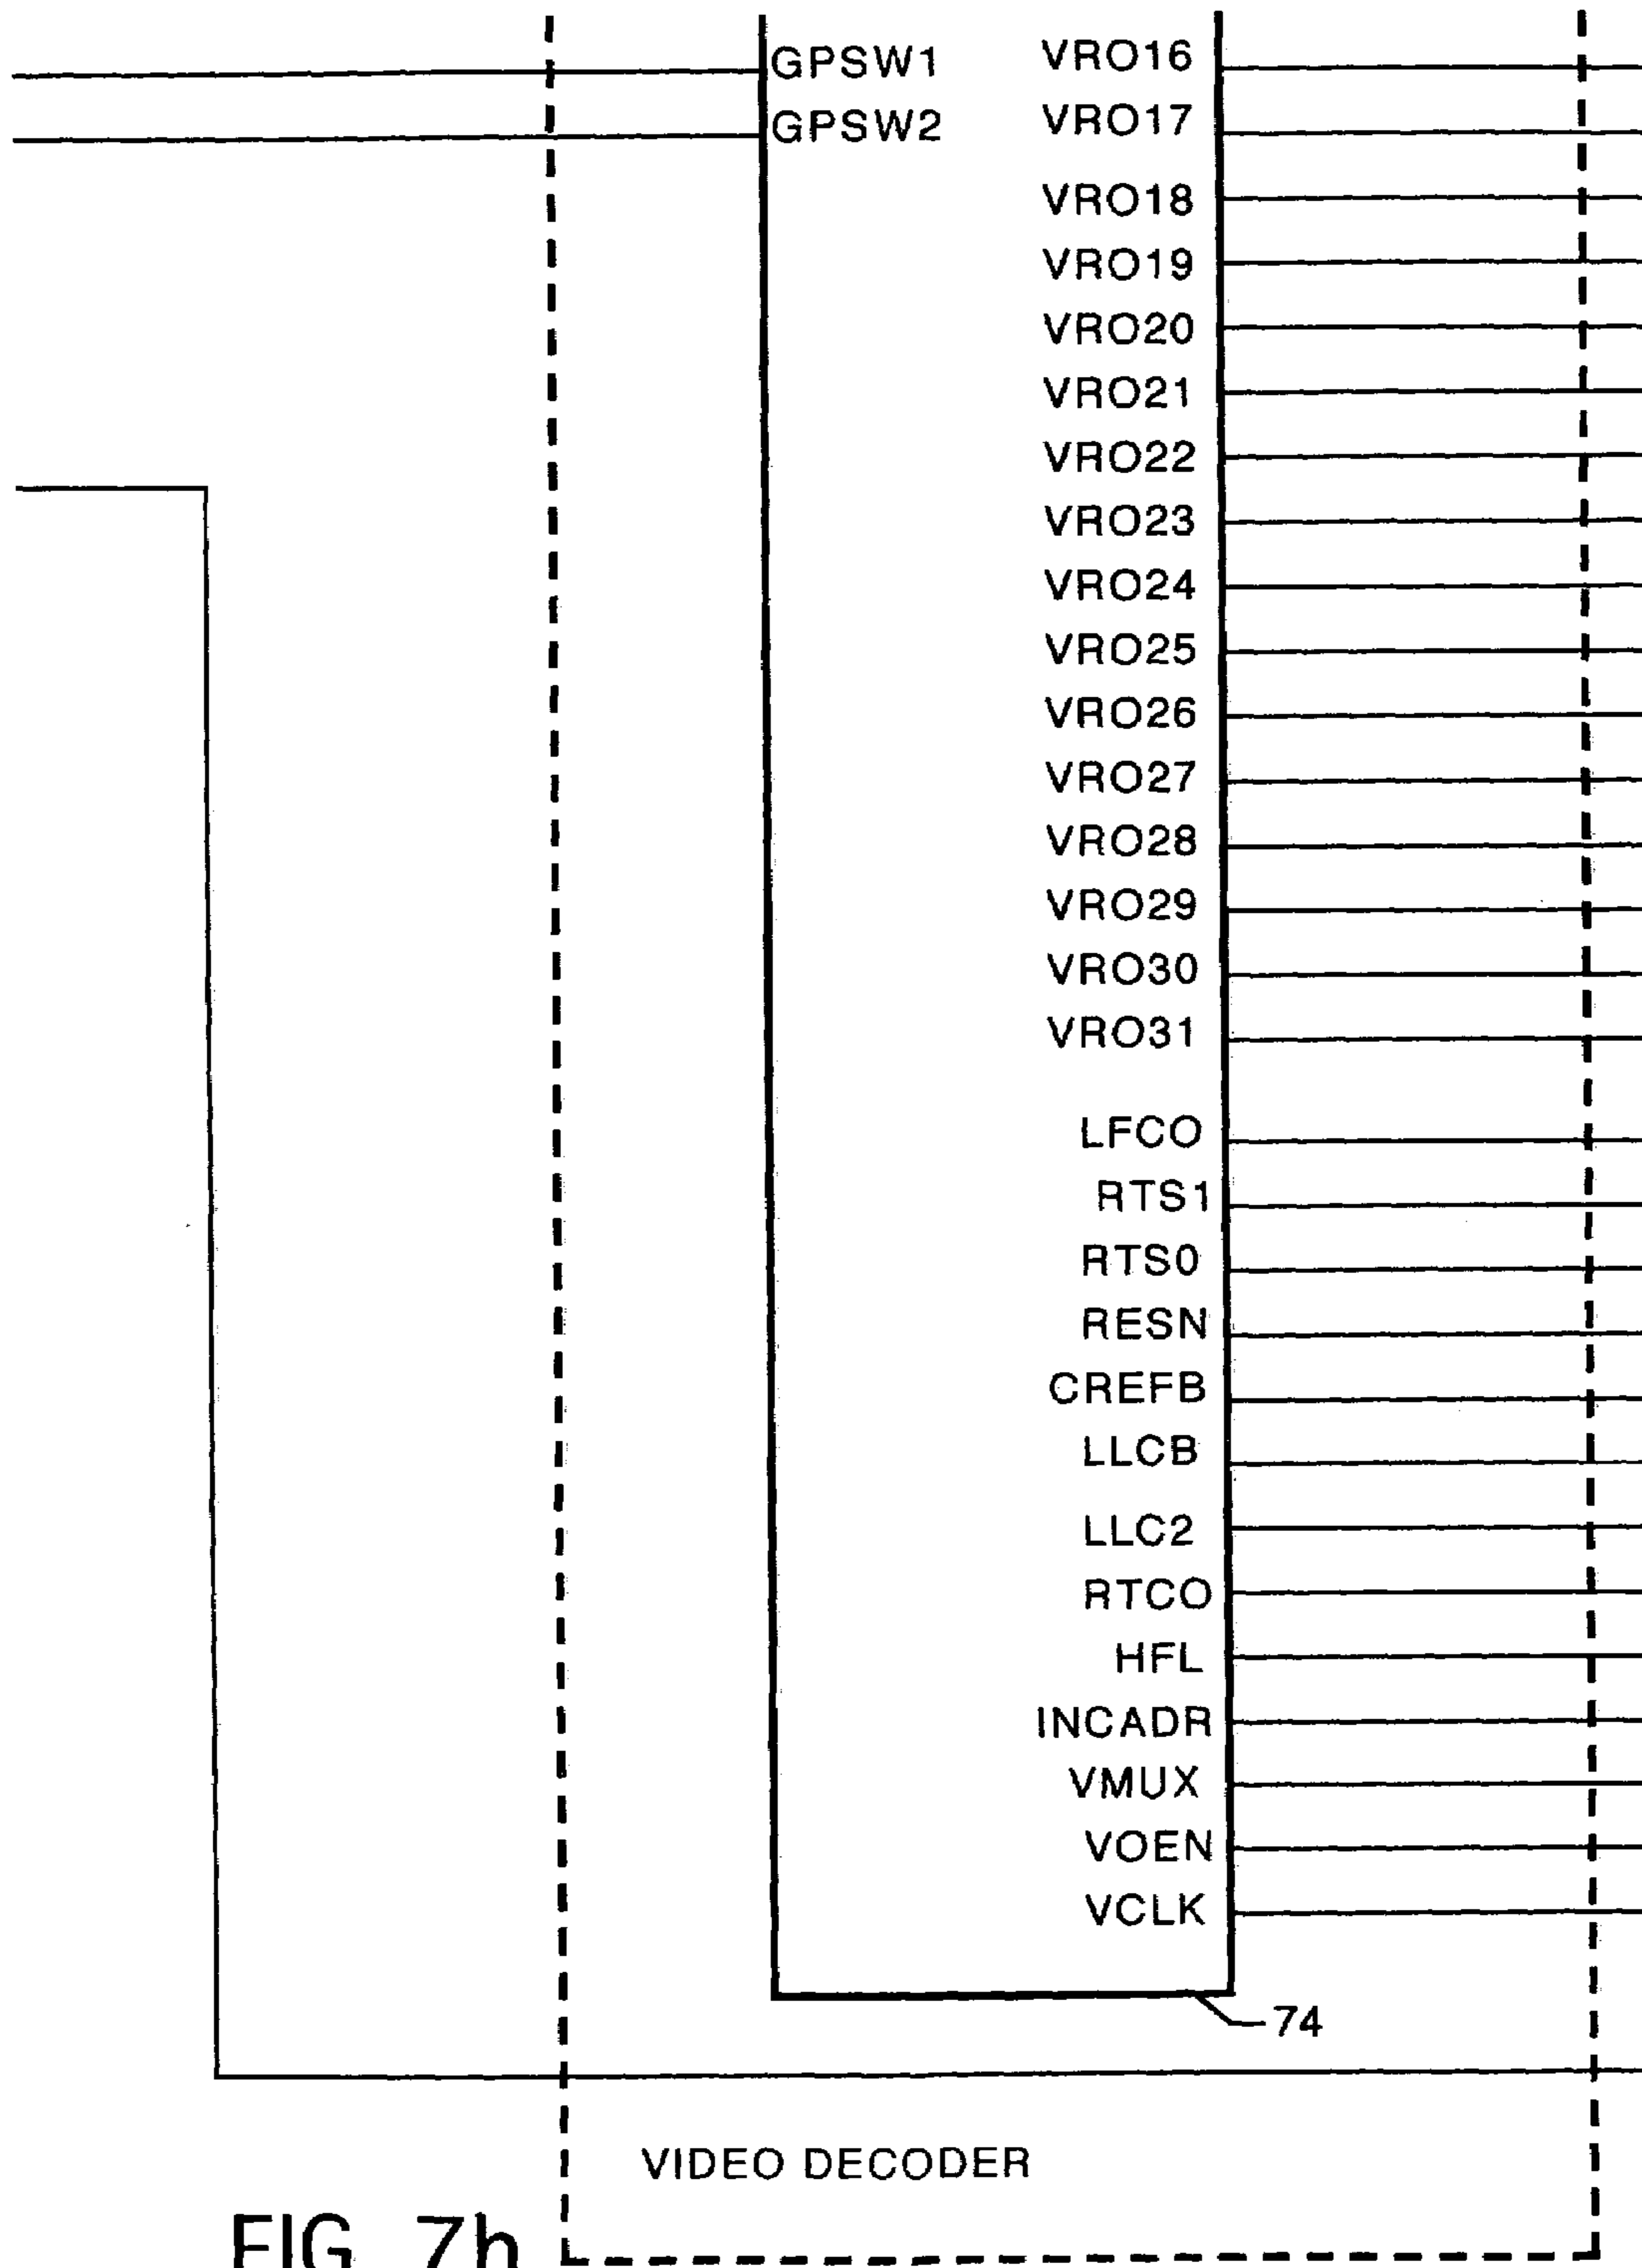 GPSW1 VRO16
GPSW2 VRO17
VRO18
VRO19
VRO20
VRO21
VRO22
VRO23
VRO24
VRO25
VRO26
VRO27
VRO28
VRO29
VRO30
VRO31
LFCO
RTS1
RTS0
RESN
CREFB
LLCB
LLC2
RTCO
HFL
INCADR
VMUX
VOEN
VCLK
74
VIDEO DECODER
FIG 7h